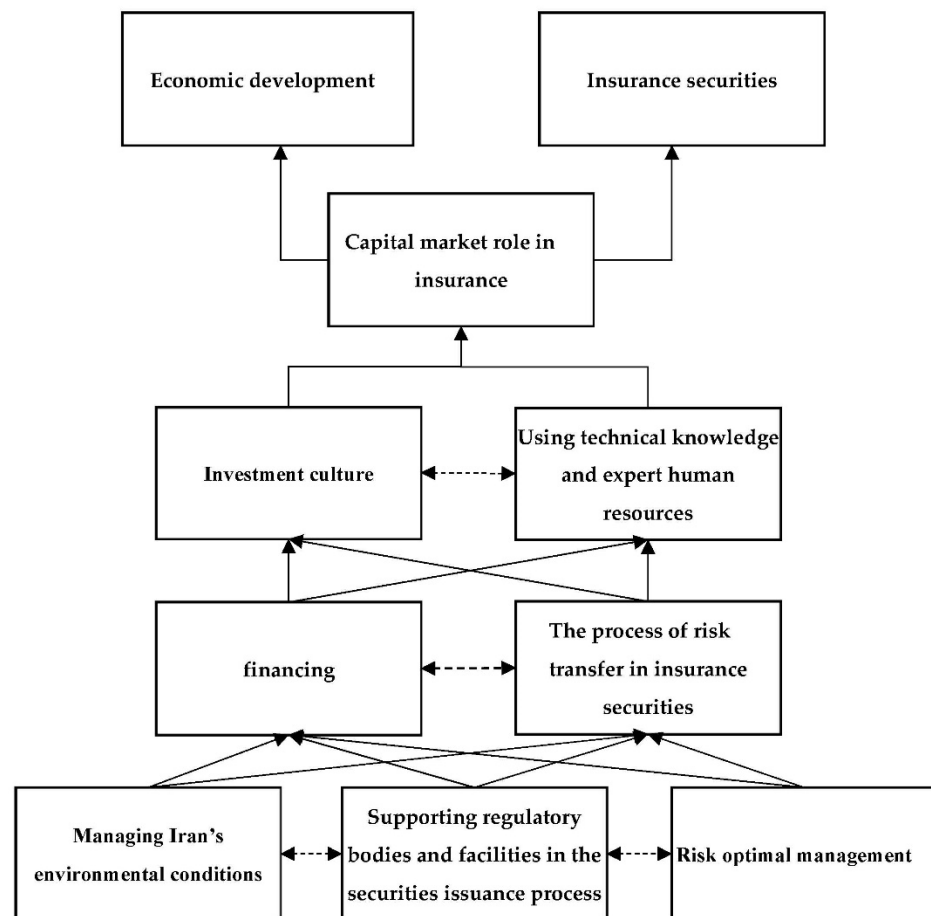 Economic development
Insurance securities
Capital market role in
insurance
Investment culture
Using technical knowledge
and expert human
resources
financing
The process of risk
transfer in insurance
securities
Managing Iran's
environmental conditions
Supporting regulatory
bodies and facilities in the
securities issuance process
Risk optimal management